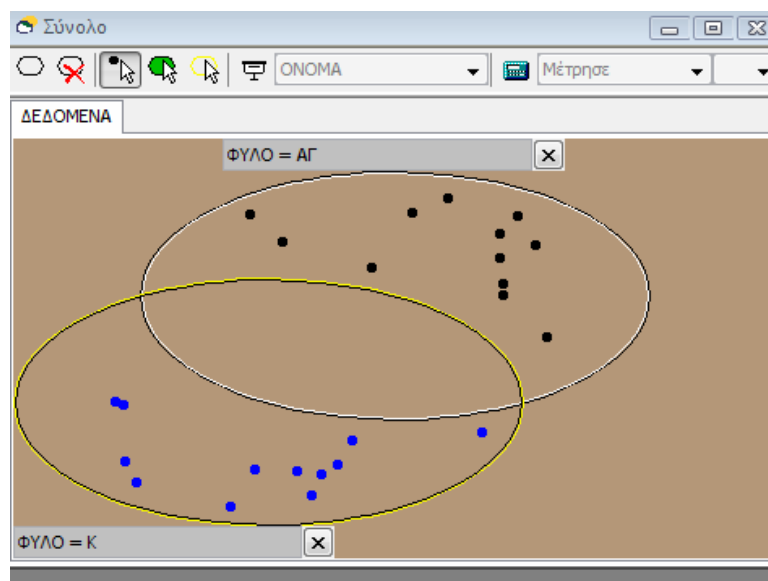 Σύνολο
ΟΝΟΜΑ Μέτρησε
ΔΕΔΟΜΕΝΑ
ΦΥΛΟ = ΑΓ
ΦΥΛΟ = Κ